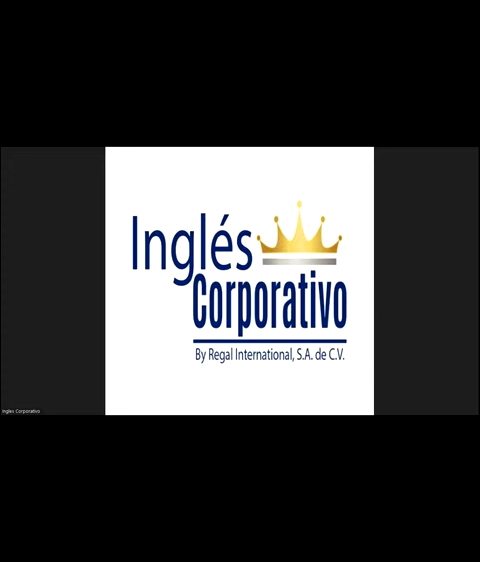 Inglés
Corporativo
By Regal International, S.A. de C.V.
Ingles Corporativo